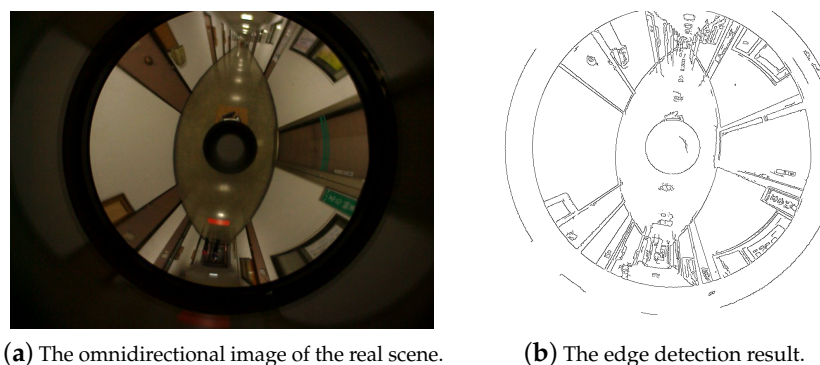 (a) The omnidirectional image of the real scene.
(b) The edge detection result.